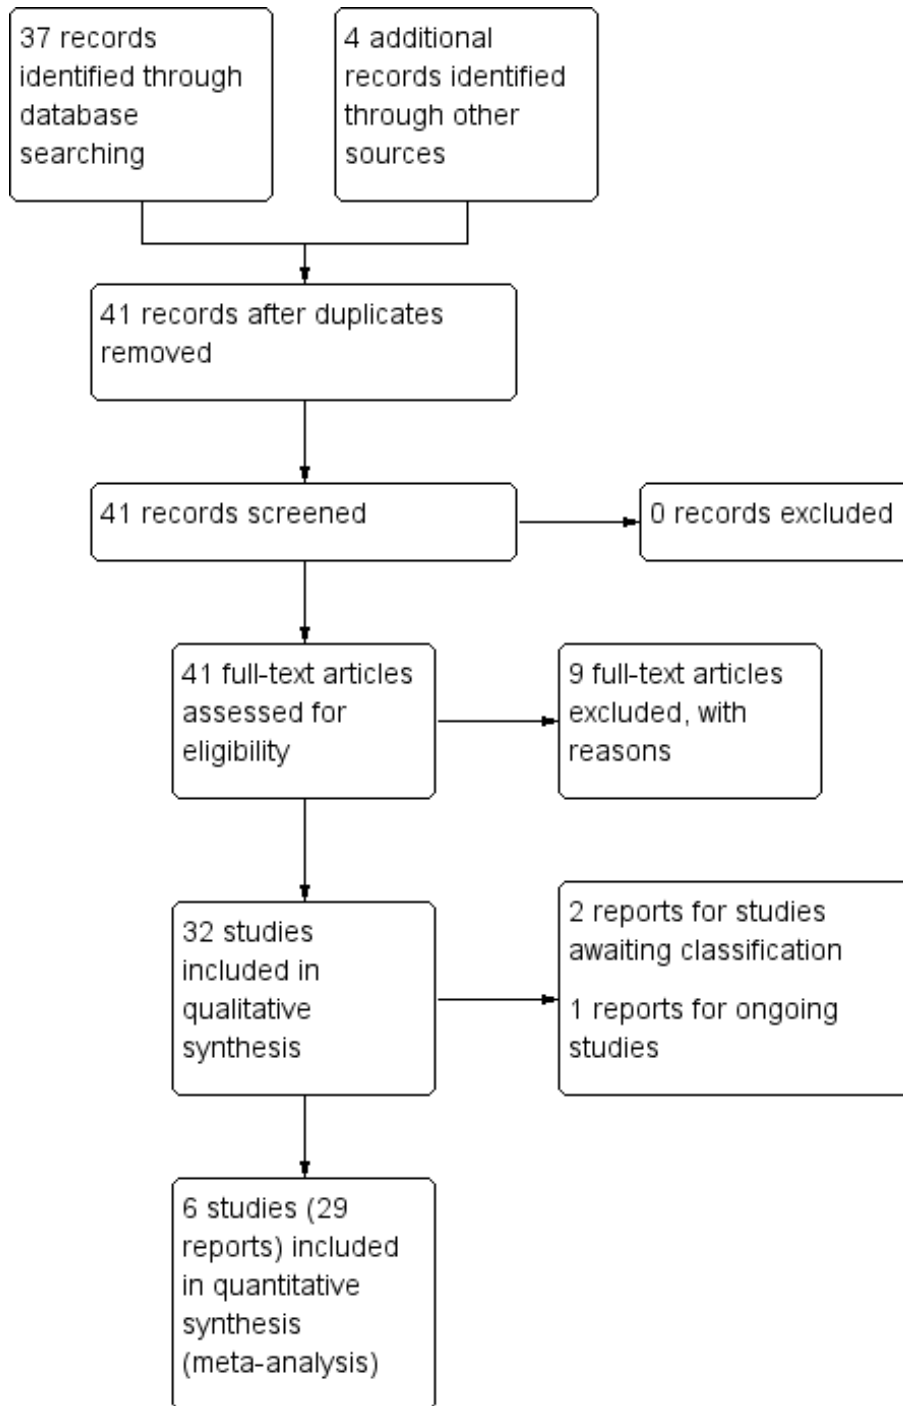 37 records
identified through
database
searching
4 additional
records identified
through other
sources
41 records after duplicates
removed
41 records screened
0 records excluded
41 full-text articles
assessed for
eligibility
9 full-text articles
excluded, with
reasons
32 studies
included in
qualitative
synthesis
2 reports for studies
awaiting classification
1 reports for ongoing
studies
6 studies (29
reports) included
in quantitative
synthesis
(meta-analysis)